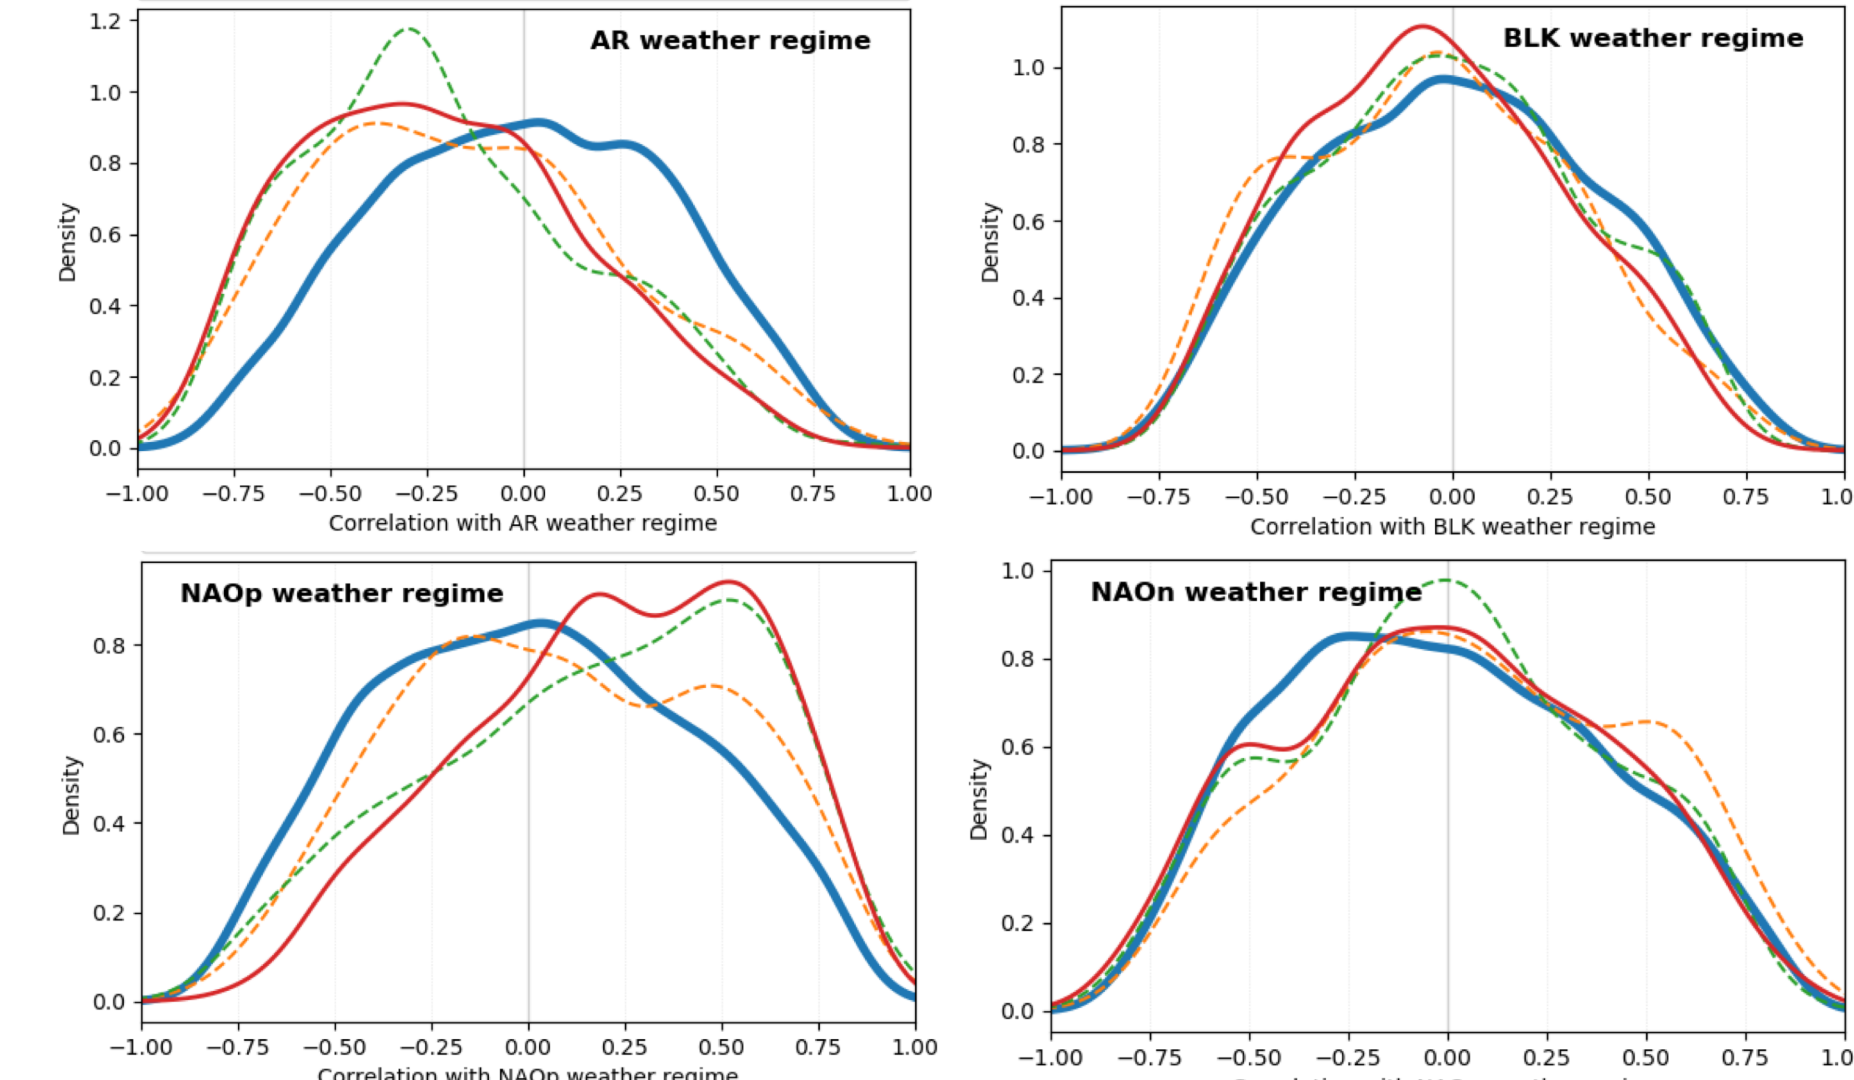 AR weather regime
1.2
1.0
0.8
0.6
0.4
0.2
0.0
Density
−1.00 −0.75 −0.50 −0.25 0.00 0.25 0.50 0.75 1.00
Correlation with AR weather regime
BLK weather regime
1.0
0.8
0.6
0.4
0.2
0.0
Density
−1.00 −0.75 −0.50 −0.25 0.00 0.25 0.50 0.75 1.0
Correlation with BLK weather regime
NAOp weather regime
0.8
0.6
0.4
0.2
0.0
Density
−1.00 −0.75 −0.50 −0.25 0.00 0.25 0.50 0.75 1.00
Correlation with NAOp weather regime
NAOn weather regime
1.0
0.8
0.6
0.4
0.2
0.0
Density
−1.00 −0.75 −0.50 −0.25 0.00 0.25 0.50 0.75 1.0